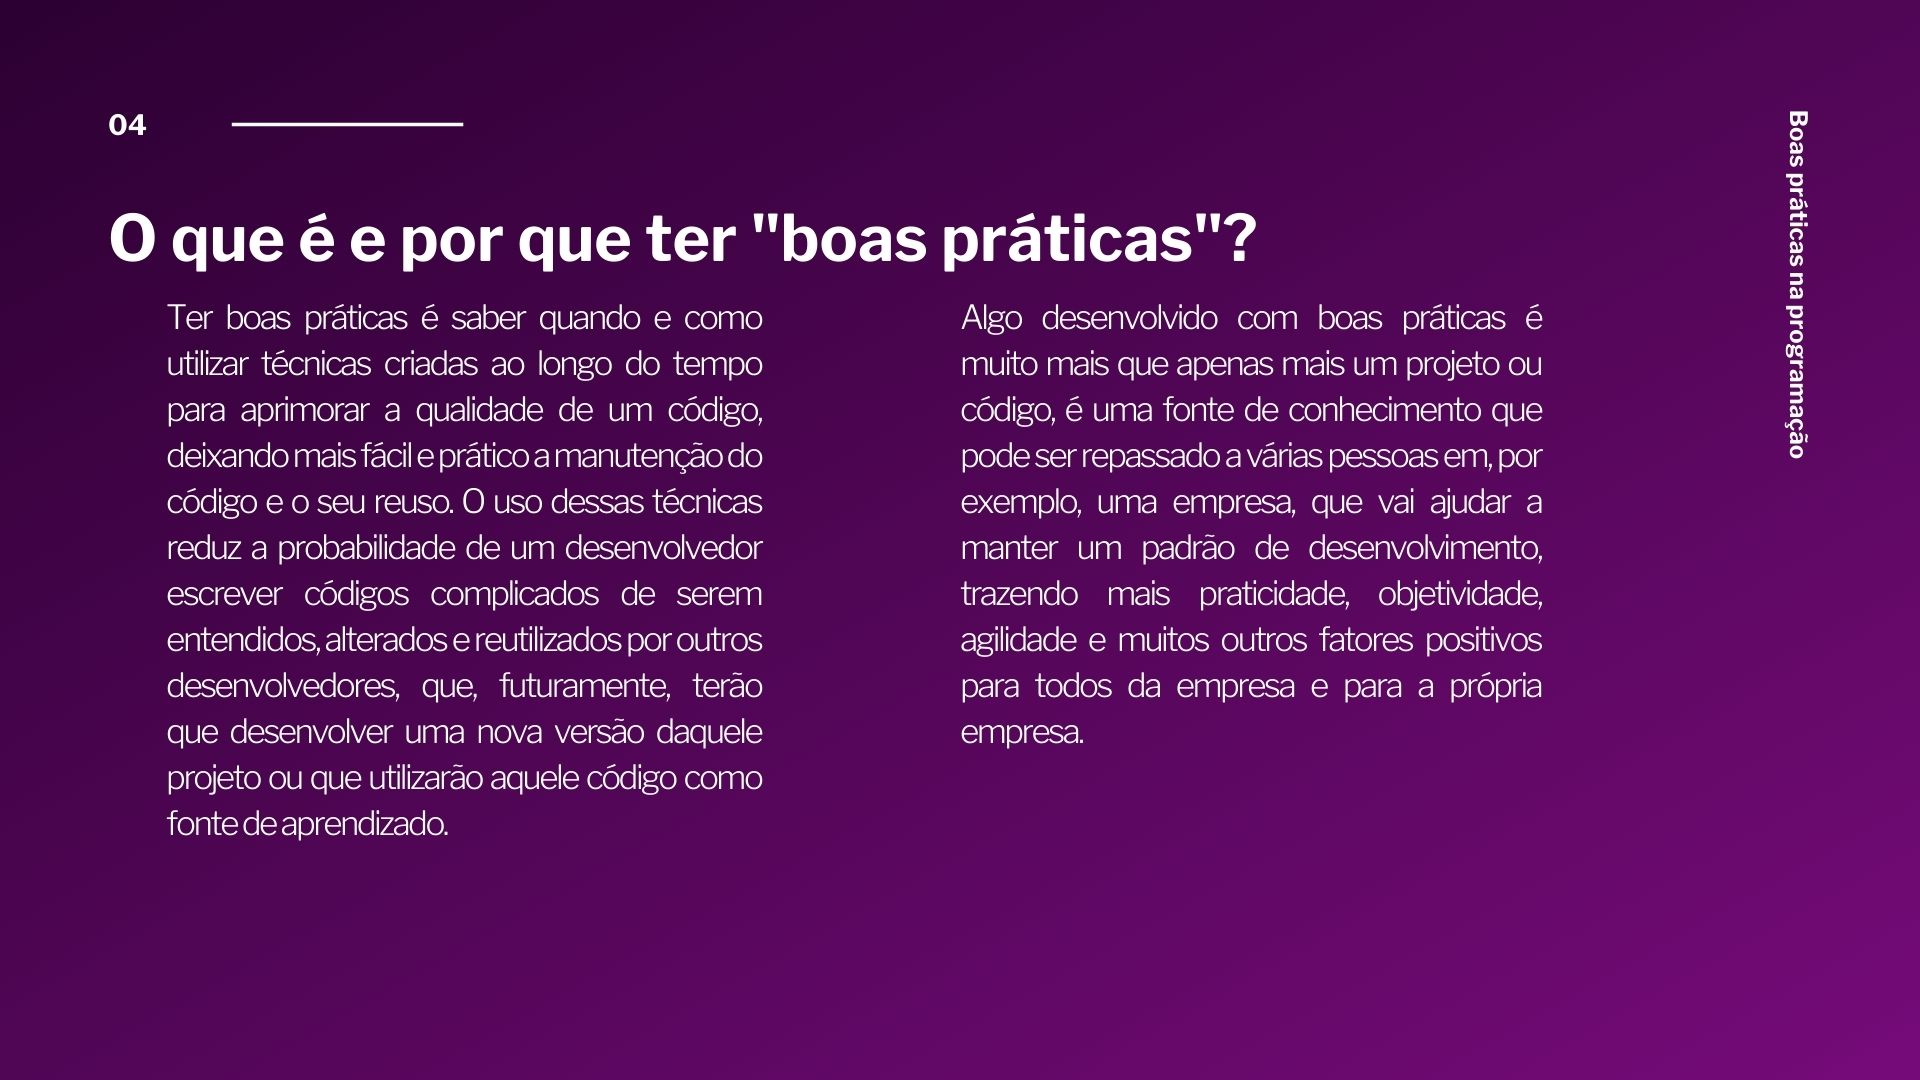 04
O que é e por que ter "boas práticas"?
Ter boas práticas é saber quando e como
utilizar técnicas criadas ao longo do tempo
para aprimorar a qualidade de um código,
deixando mais fácil e prático a manutenção do
código e o seu reuso. O uso dessas técnicas
reduz a probabilidade de um desenvolvedor
escrever códigos complicados de serem
entendidos, alterados e reutilizados por outros
desenvolvedores, que, futuramente, terão
que desenvolver uma nova versão daquele
projeto ou que utilizarão aquele código como
fonte de aprendizado.
Algo desenvolvido com boas práticas é
muito mais que apenas mais um projeto ou
código, é uma fonte de conhecimento que
pode ser repassado a várias pessoas em, por
exemplo, uma empresa, que vai ajudar a
manter um padrão de desenvolvimento,
trazendo mais praticidade, objetividade,
agilidade e muitos outros fatores positivos
para todos da empresa e para a própria
empresa.
Boas práticas na programação